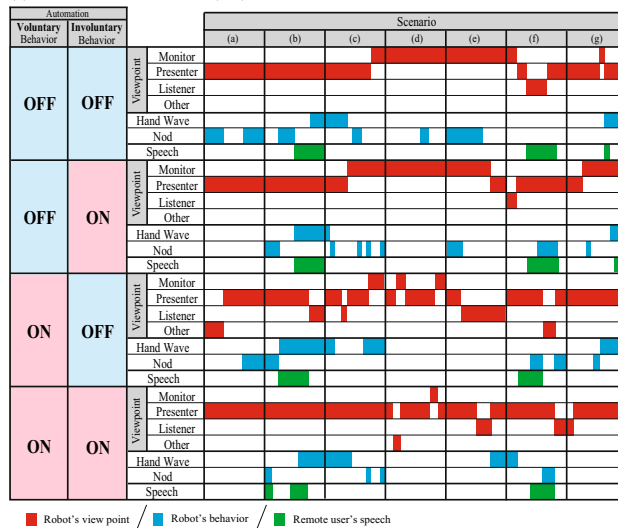 Automation
Scenario
Voluntary Behavior
Involuntary Behavior
(a) (b) (c) (d) (e) (f) (g)
OFF OFF
Viewpoint
Monitor
Presenter
Listener
Other
Hand Wave
Nod
Speech
OFF ON
Viewpoint
Monitor
Presenter
Listener
Other
Hand Wave
Nod
Speech
ON OFF
Viewpoint
Monitor
Presenter
Listener
Other
Hand Wave
Nod
Speech
ON ON
Viewpoint
Monitor
Presenter
Listener
Other
Hand Wave
Nod
Speech
Robot's view point / Robot's behavior / Remote user's speech